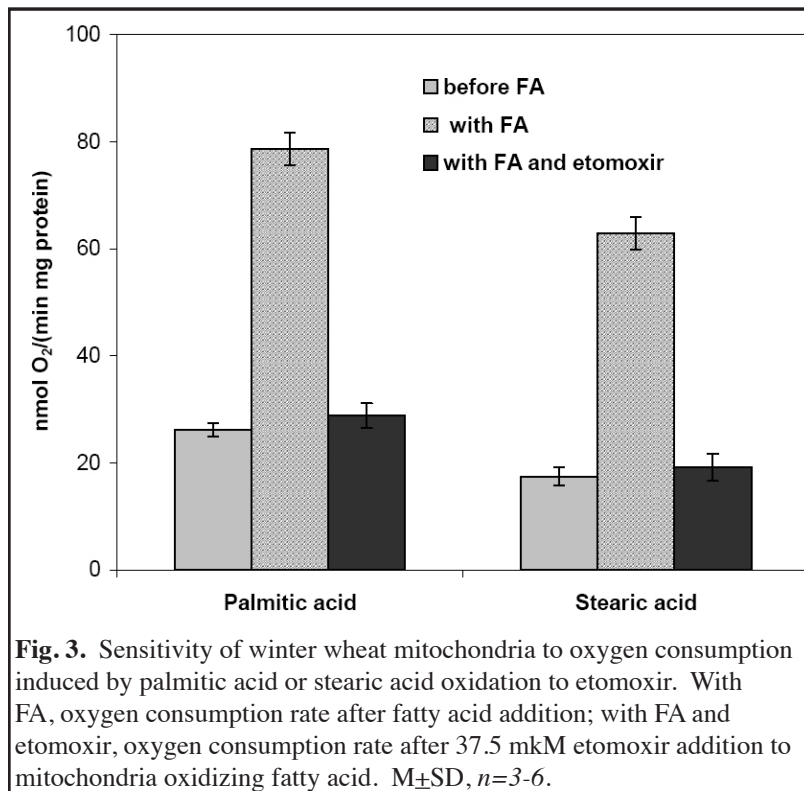 100
80
60
40
20
0
nmol O₂/(min mg protein)
before FA
with FA
with FA and etomoxir
Palmitic acid
Stearic acid
Fig. 3. Sensitivity of winter wheat mitochondria to oxygen consumption
induced by palmitic acid or stearic acid oxidation to etomoxir. With
FA, oxygen consumption rate after fatty acid addition; with FA and
etomoxir, oxygen consumption rate after 37.5 mkM etomoxir addition to
mitochondria oxidizing fatty acid. M±SD, n=3-6.